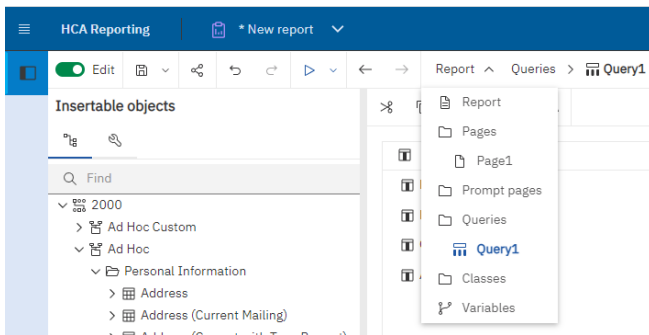 HCA Reporting * New report
Edit Report Queries > Query1
Insertable objects
Find
2000
Ad Hoc Custom
Ad Hoc
Personal Information
Address
Address (Current Mailing)
Report
Pages
Page1
Prompt pages
Queries
Query1
Classes
Variables